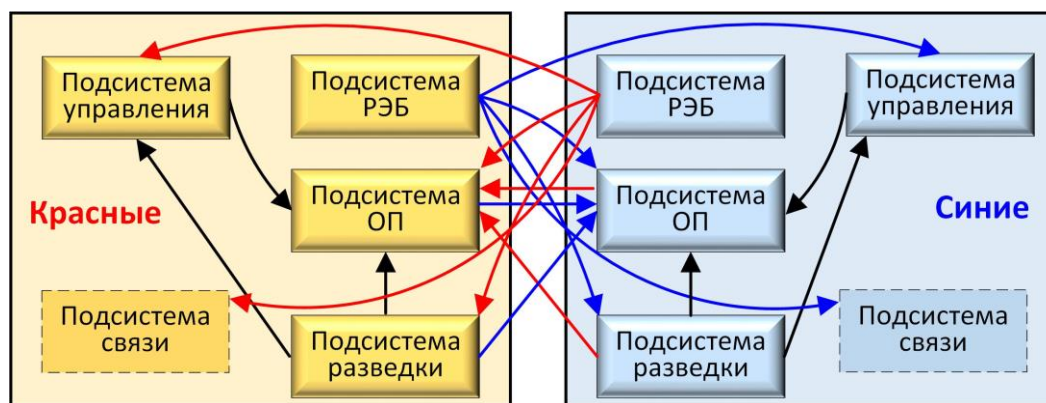 Подсистема
управления
Подсистема
РЭБ
Подсистема
ОП
Красные
Подсистема
связи
Подсистема
разведки
Подсистема
РЭБ
Подсистема
управления
Подсистема
ОП
Синие
Подсистема
разведки
Подсистема
связи